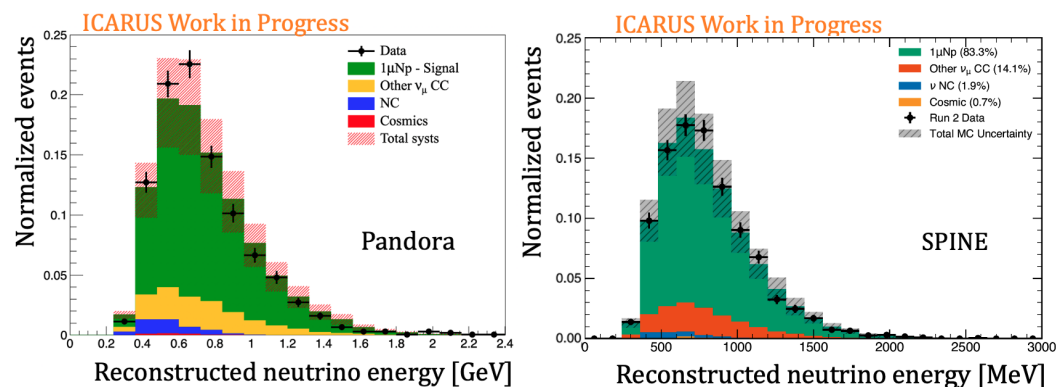 ICARUS Work in Progress
Normalized events
0.25
0.2
0.15
0.1
0.05
0
Data
1μNp - Signal
Other νμ CC
NC
Cosmics
Total systs
Pandora
0 0.2 0.4 0.6 0.8 1 1.2 1.4 1.6 1.8 2 2.2 2.4
Reconstructed neutrino energy [GeV]
ICARUS Work in Progress
Normalized events
0.25
0.20
0.15
0.10
0.05
0.00
1μNp (83.3%)
Other νμ CC (14.1%)
ν NC (1.9%)
Cosmic (0.7%)
Run 2 Data
Total MC Uncertainty
SPINE
0 500 1000 1500 2000 2500 3000
Reconstructed neutrino energy [MeV]